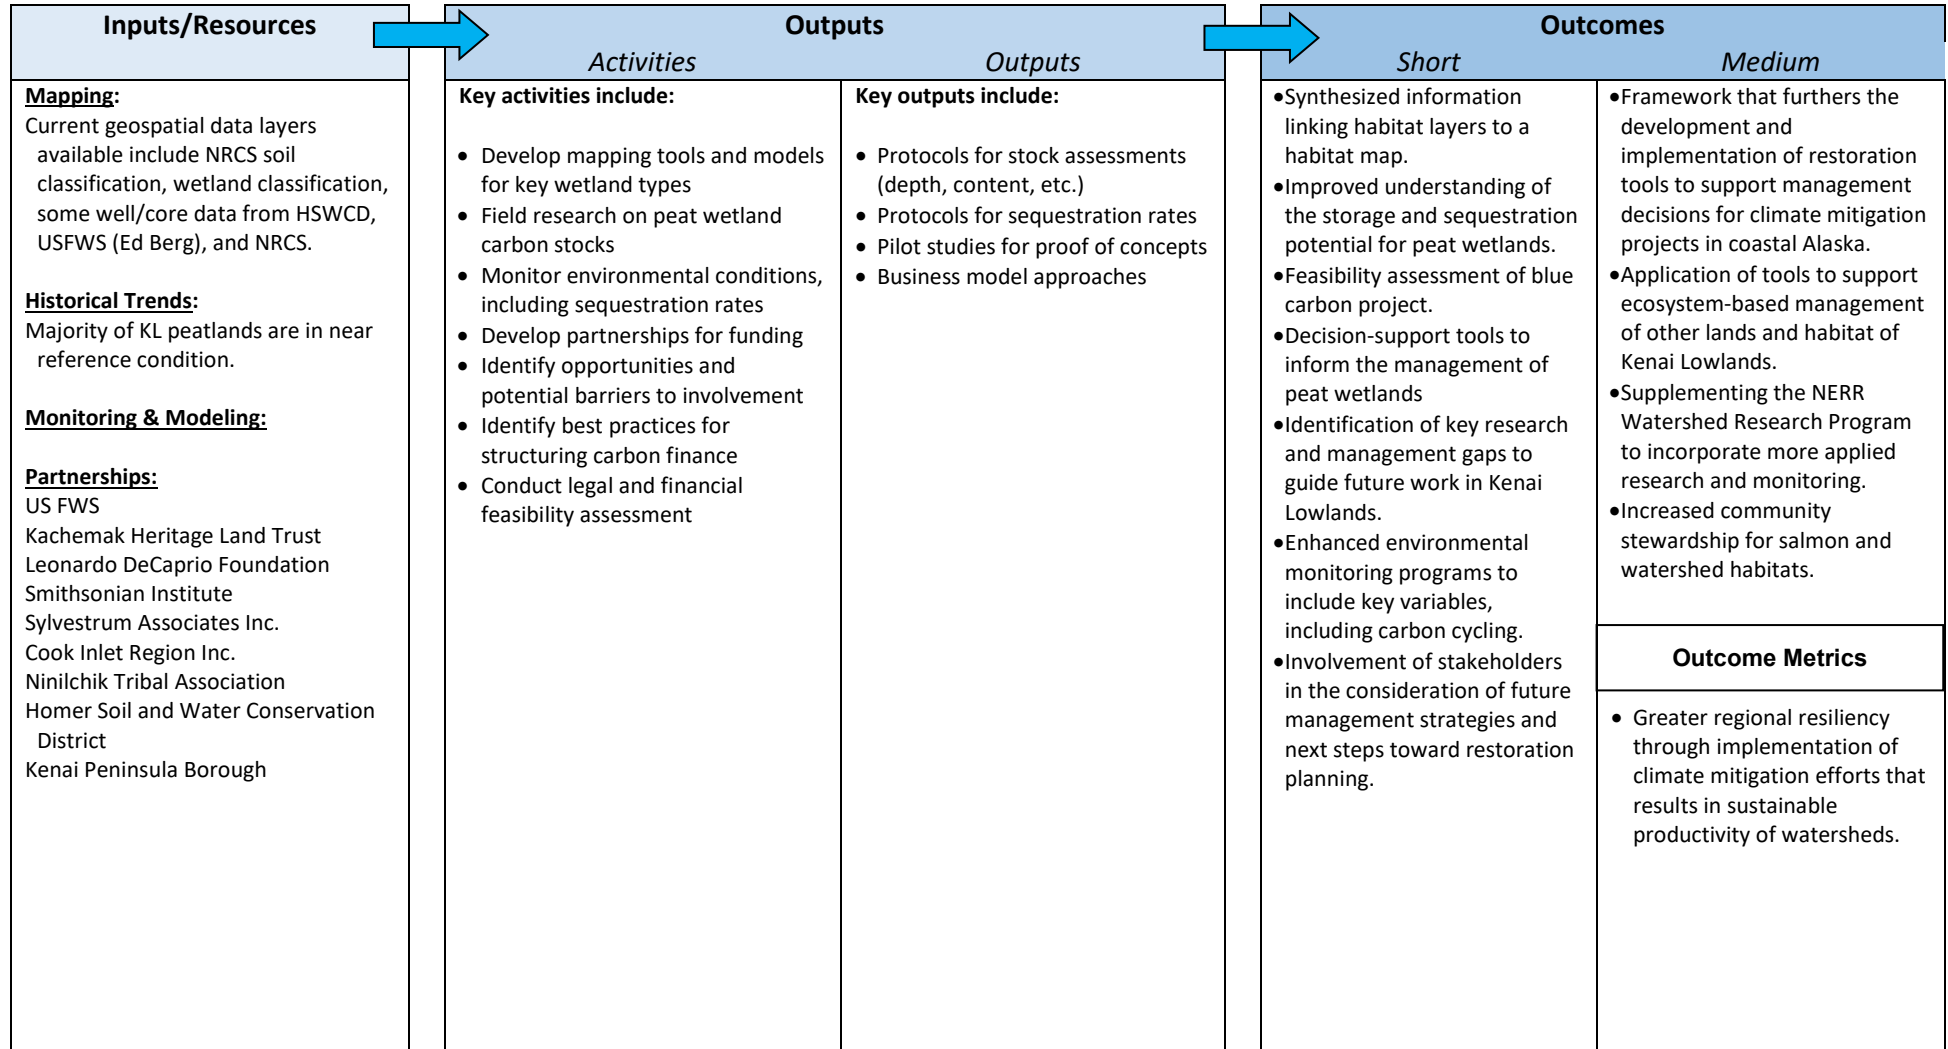 Inputs/Resources
Mapping:
Current geospatial data layers
available include NRCS soil
classification, wetland classification,
some well/core data from HSWCD,
USFWS (Ed Berg), and NRCS.
Historical Trends:
Majority of KL peatlands are in near
reference condition.
Monitoring & Modeling:
Partnerships:
US FWS
Kachemak Heritage Land Trust
Leonardo DeCaprio Foundation
Smithsonian Institute
Sylvestrum Associates Inc.
Cook Inlet Region Inc.
Ninilchik Tribal Association
Homer Soil and Water Conservation
District
Kenai Peninsula Borough
Outputs
Activities
Key activities include:
• Develop mapping tools and models
for key wetland types
• Field research on peat wetland
carbon stocks
• Monitor environmental conditions,
including sequestration rates
• Develop partnerships for funding
• Identify opportunities and
potential barriers to involvement
• Identify best practices for
structuring carbon finance
• Conduct legal and financial
feasibility assessment
Outputs
Key outputs include:
• Protocols for stock assessments
(depth, content, etc.)
• Protocols for sequestration rates
• Pilot studies for proof of concepts
• Business model approaches
Outcomes
Short
•Synthesized information
linking habitat layers to a
habitat map.
•Improved understanding of
the storage and sequestration
potential for peat wetlands.
•Feasibility assessment of blue
carbon project.
•Decision-support tools to
inform the management of
peat wetlands
•Identification of key research
and management gaps to
guide future work in Kenai
Lowlands.
•Enhanced environmental
monitoring programs to
include key variables,
including carbon cycling.
•Involvement of stakeholders
in the consideration of future
management strategies and
next steps toward restoration
planning.
Medium
•Framework that furthers the
development and
implementation of restoration
tools to support management
decisions for climate mitigation
projects in coastal Alaska.
•Application of tools to support
ecosystem-based management
of other lands and habitat of
Kenai Lowlands.
•Supplementing the NERR
Watershed Research Program
to incorporate more applied
research and monitoring.
•Increased community
stewardship for salmon and
watershed habitats.
Outcome Metrics
• Greater regional resiliency
through implementation of
climate mitigation efforts that
results in sustainable
productivity of watersheds.